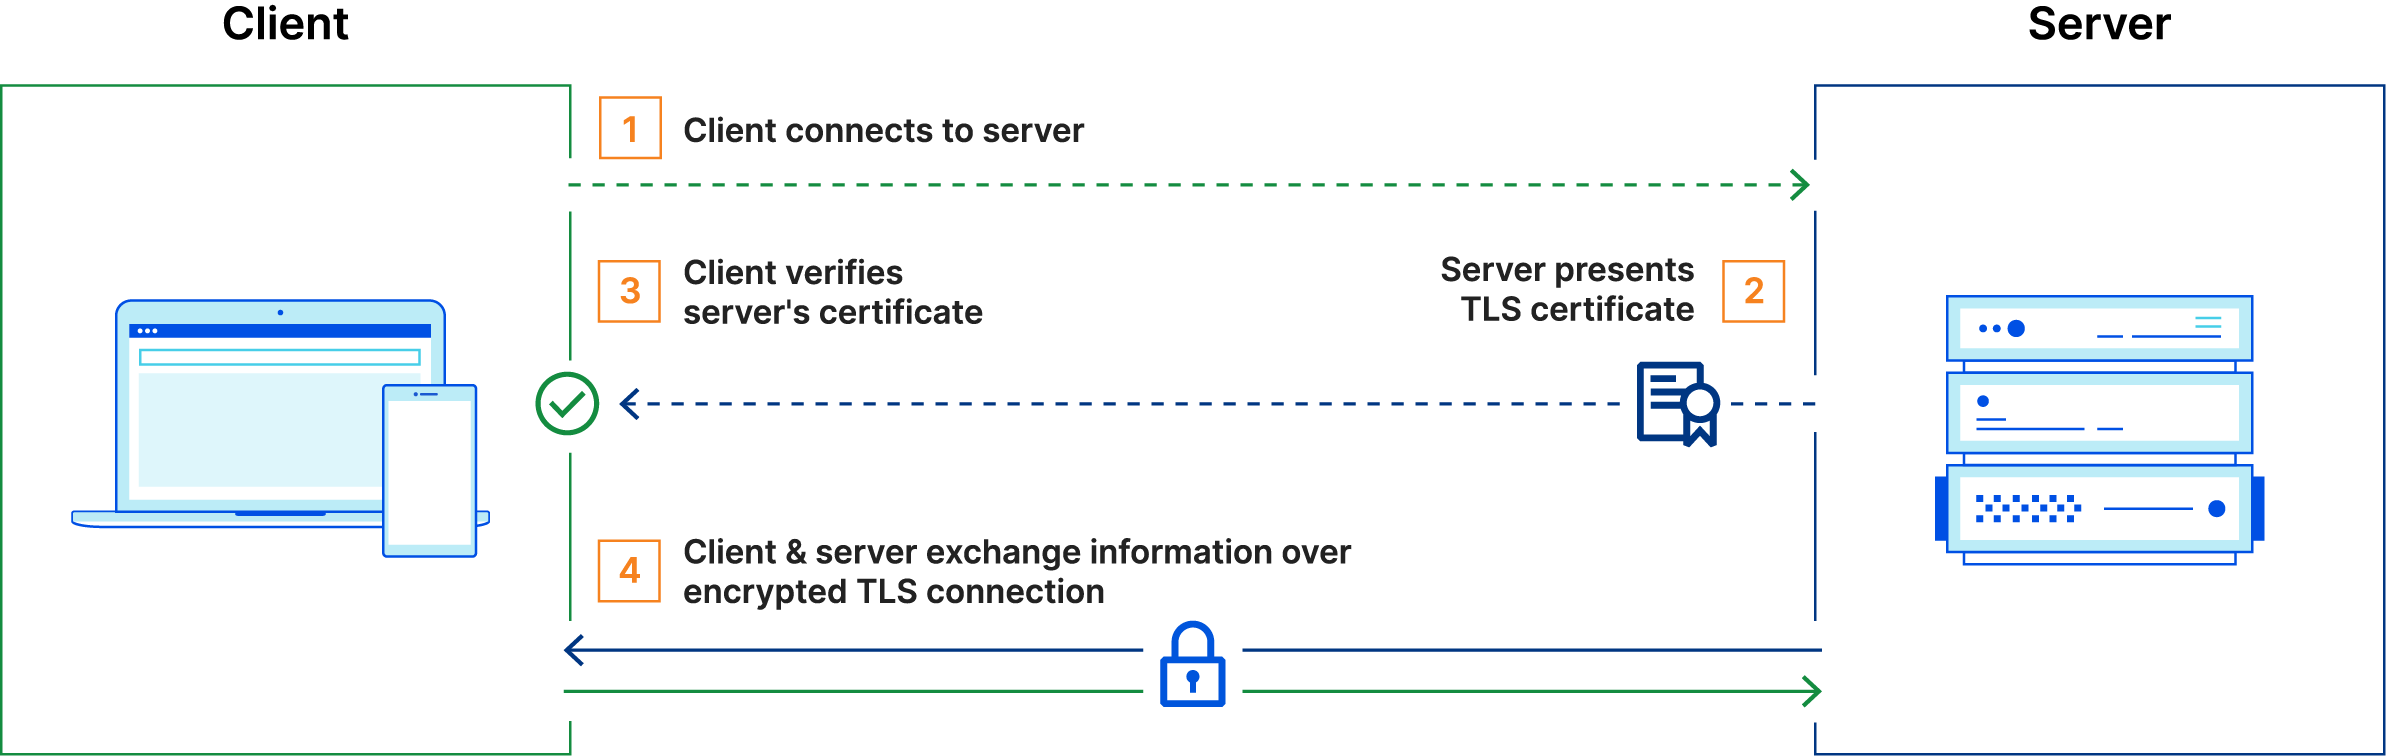 Client
Server
1
Client connects to server
2
Server presents
TLS certificate
3
Client verifies
server's certificate
4
Client & server exchange information over
encrypted TLS connection